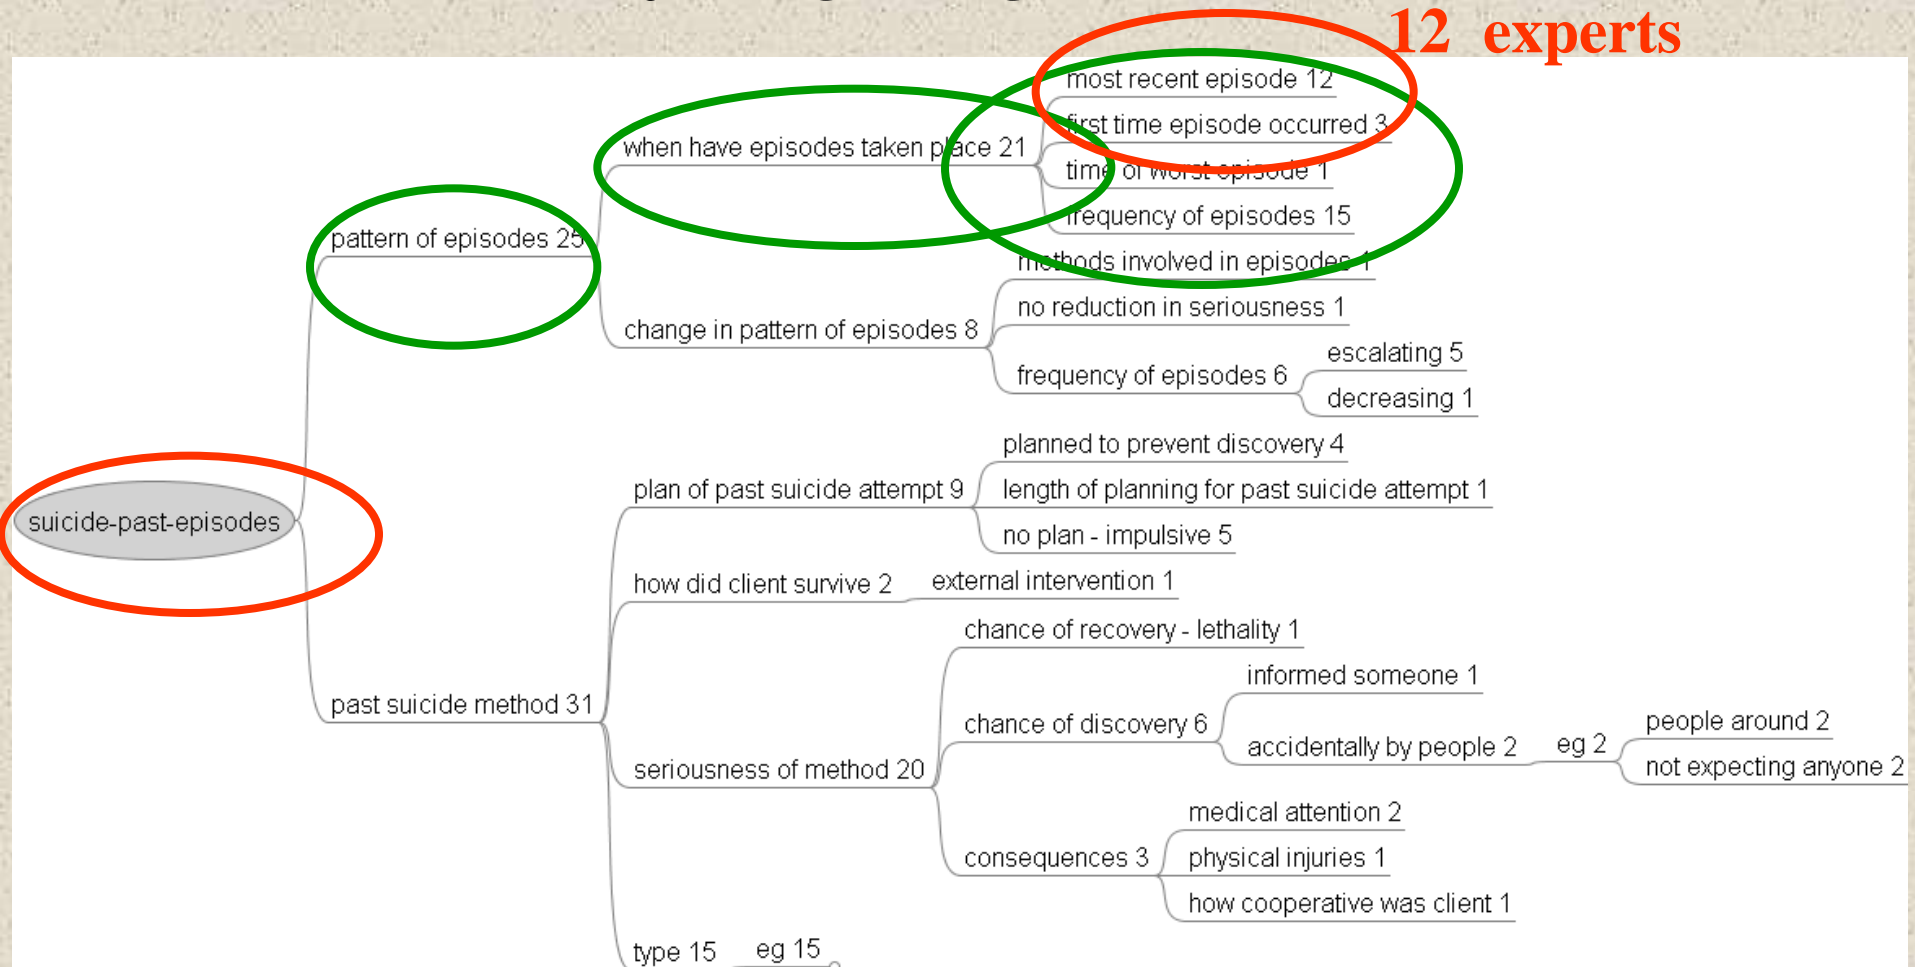 12 experts
most recent episode 12
first time episode occurred 3
when have episodes taken place 21
time of worst episode 1
frequency of episodes 15
pattern of episodes 25
methods involved in episodes 1
no reduction in seriousness 1
change in pattern of episodes 8
escalating 5
frequency of episodes 6
decreasing 1
planned to prevent discovery 4
plan of past suicide attempt 9
length of planning for past suicide attempt 1
suicide-past-episodes
no plan - impulsive 5
how did client survive 2
external intervention 1
chance of recovery - lethality 1
informed someone 1
past suicide method 31
chance of discovery 6
people around 2
accidentally by people 2
eg 2
seriousness of method 20
not expecting anyone 2
medical attention 2
consequences 3
physical injuries 1
how cooperative was client 1
type 15
eg 15